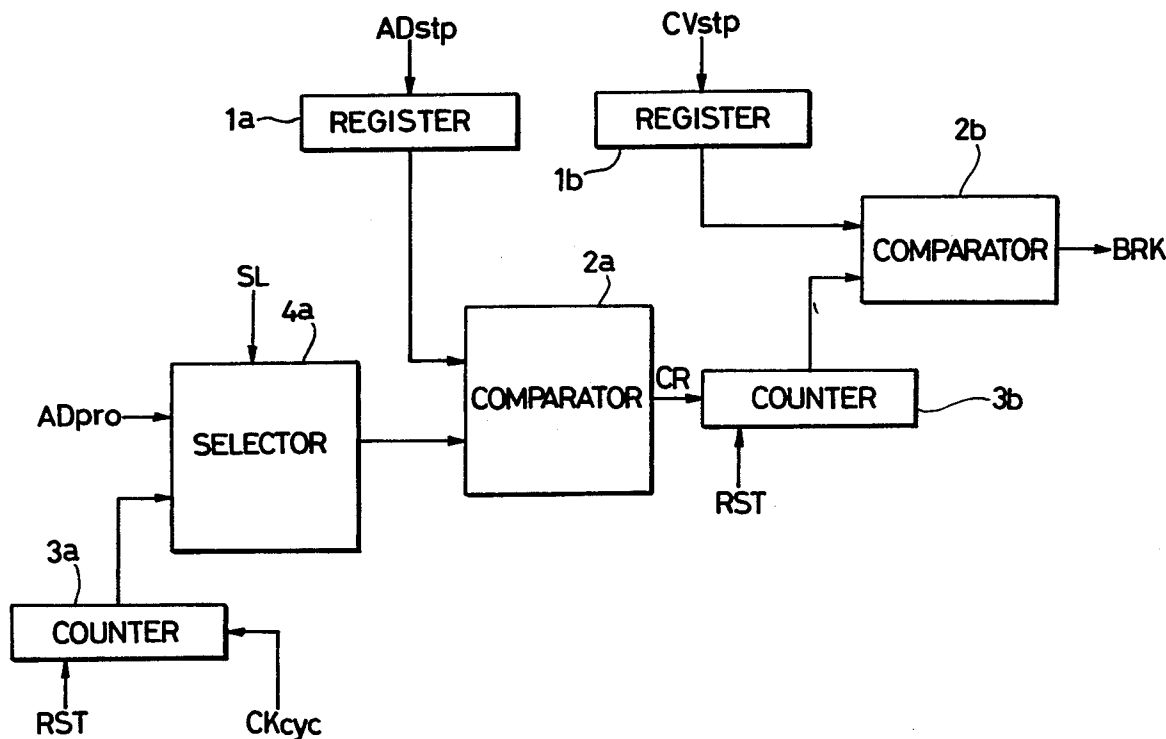 ADstp
CVstp
1a
REGISTER
REGISTER
1b
2b
COMPARATOR
BRK
SL
4a
2a
ADpro
SELECTOR
COMPARATOR
CR
COUNTER
3b
RST
3a
COUNTER
RST
CKcyc